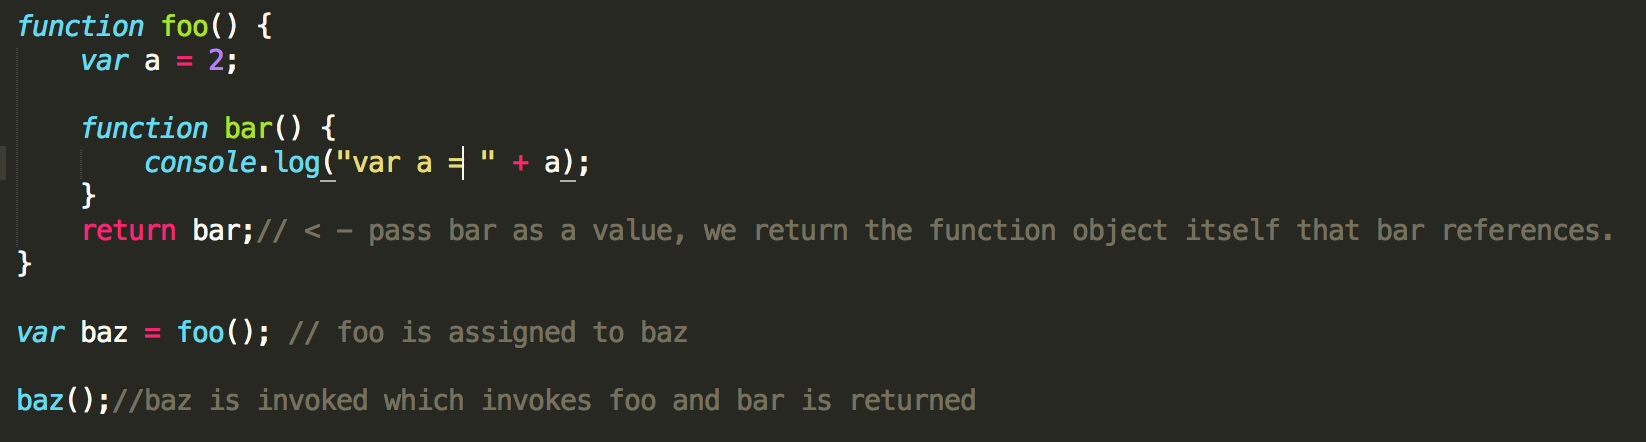 function foo() {
var a = 2;
function bar() {
console.log("var a = " + a);
}
return bar;// < - pass bar as a value, we return the function object itself that bar references.
}
var baz = foo(); // foo is assigned to baz
baz();//baz is invoked which invokes foo and bar is returned